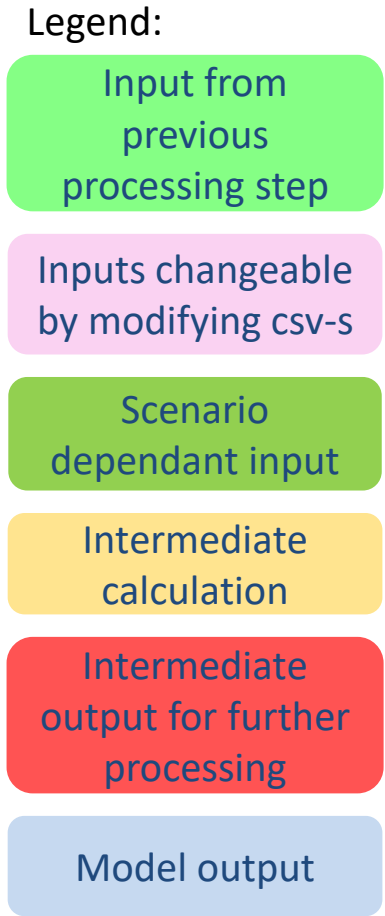 Legend:
Input from
previous
processing step
Inputs changeable
by modifying csv-s
Scenario
dependant input
Intermediate
calculation
Intermediate
output for further
processing
Model output